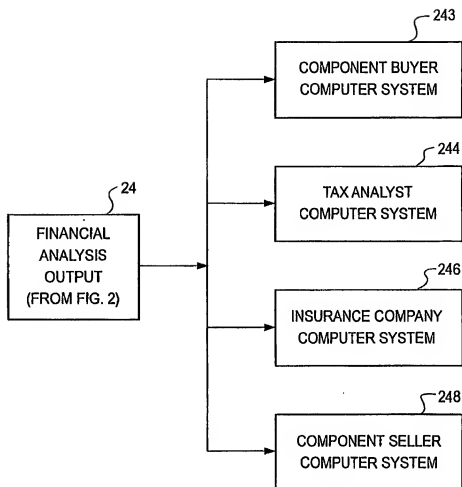 243
COMPONENT BUYER
COMPUTER SYSTEM
244
TAX ANALYST
COMPUTER SYSTEM
24
FINANCIAL
ANALYSIS
OUTPUT
(FROM FIG. 2)
246
INSURANCE COMPANY
COMPUTER SYSTEM
248
COMPONENT SELLER
COMPUTER SYSTEM